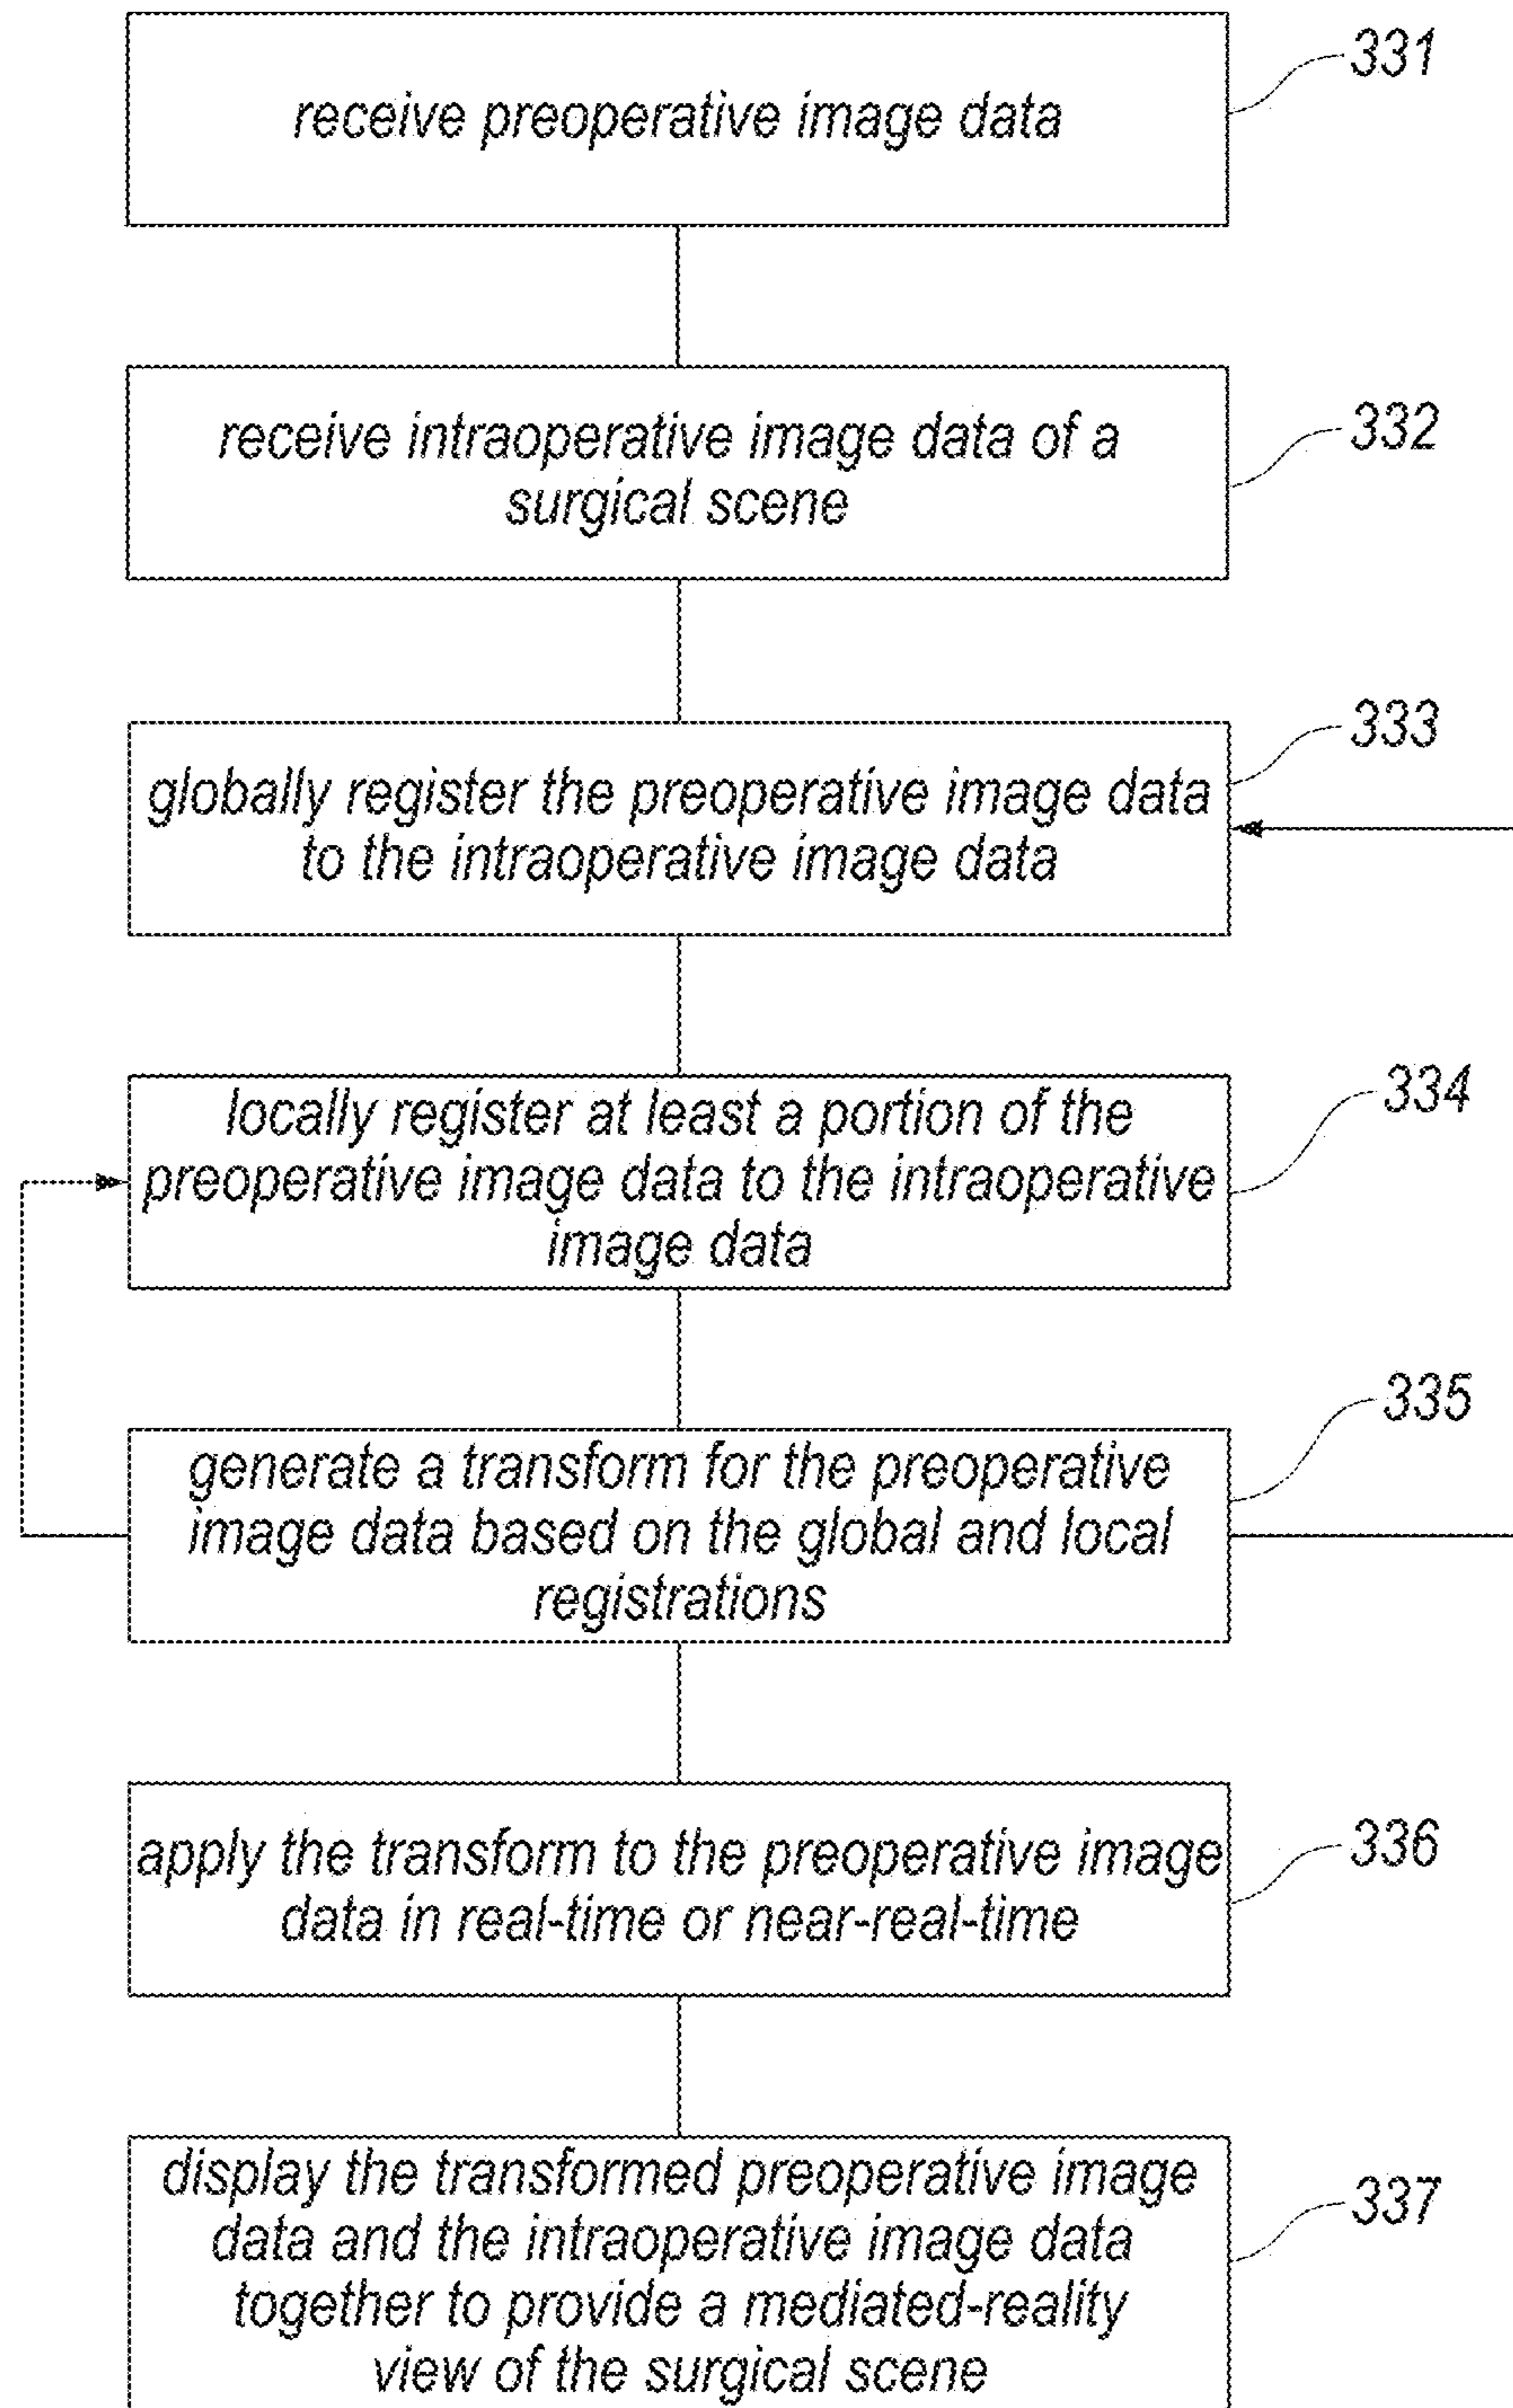 331
receive preoperative image data
332
receive intraoperative image data of a
surgical scene
333
globally register the preoperative image data
to the intraoperative image data
334
locally register at least a portion of the
preoperative image data to the intraoperative
image data
335
generate a transform for the preoperative
image data based on the global and local
registrations
336
apply the transform to the preoperative image
data in real-time or near-real-time
337
display the transformed preoperative image
data and the intraoperative image data
together to provide a mediated-reality
view of the surgical scene